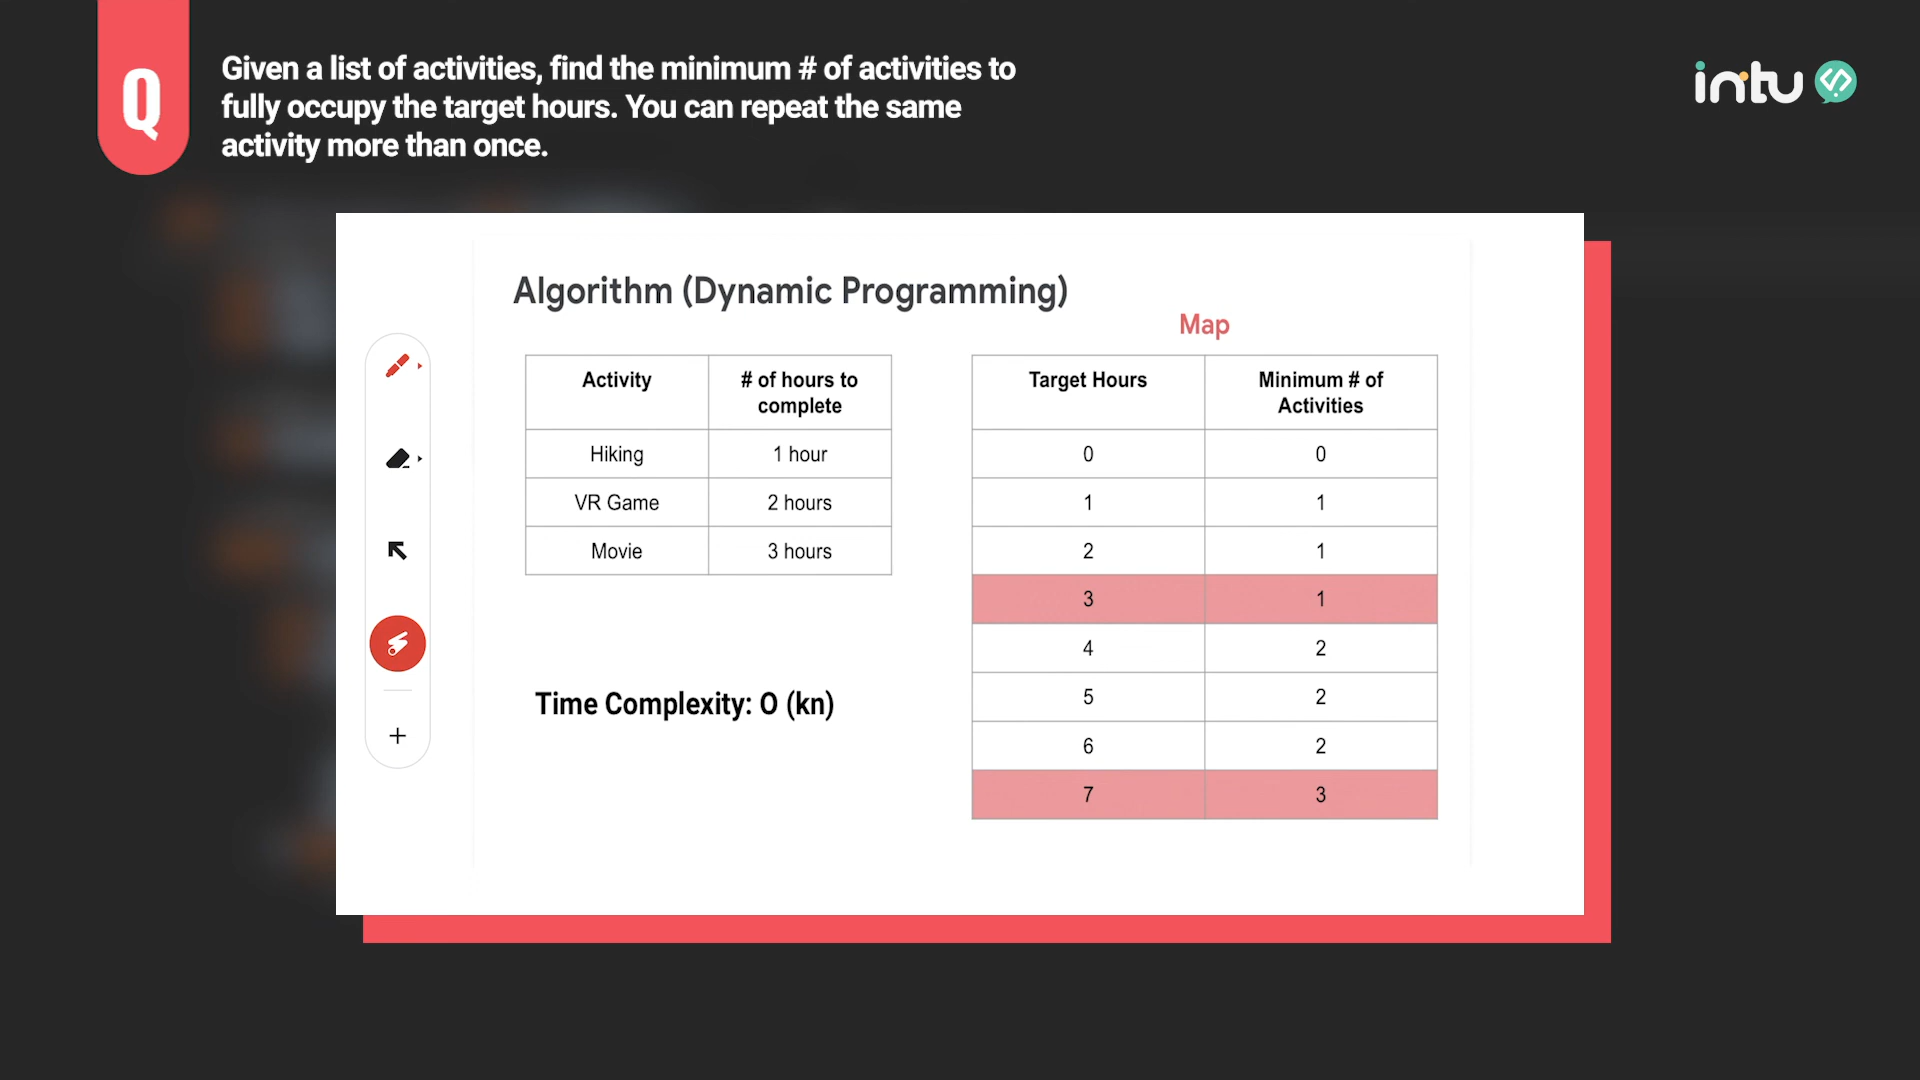 Q
Given a list of activities, find the minimum # of activities to
fully occupy the target hours. You can repeat the same
activity more than once.
intu
Algorithm (Dynamic Programming)
Map
Activity
# of hours to
complete
Hiking
1 hour
VR Game
2 hours
Movie
3 hours
Target Hours
Minimum # of
Activities
0
0
1
1
2
1
3
1
4
2
5
2
6
2
7
3
Time Complexity: O (kn)